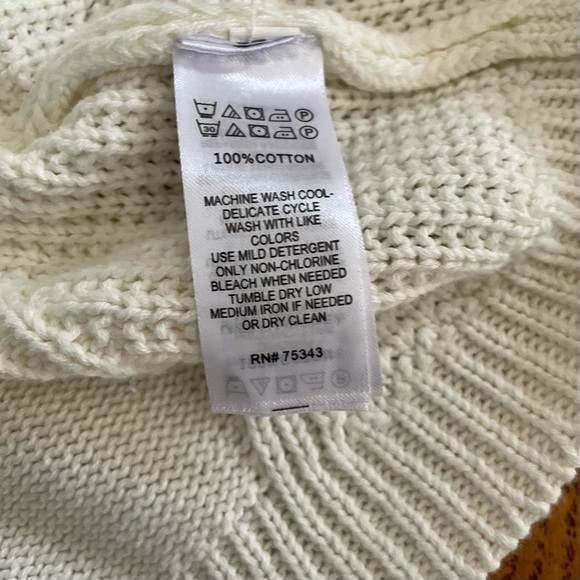 30
100%COTTON
MACHINE WASH COOL-
DELICATE CYCLE
WASH WITH LIKE
COLORS
USE MILD DETERGENT
ONLY NON-CHLORINE
BLEACH WHEN NEEDED
TUMBLE DRY LOW
MEDIUM IRON IF NEEDED
OR DRY CLEAN
RN# 75343